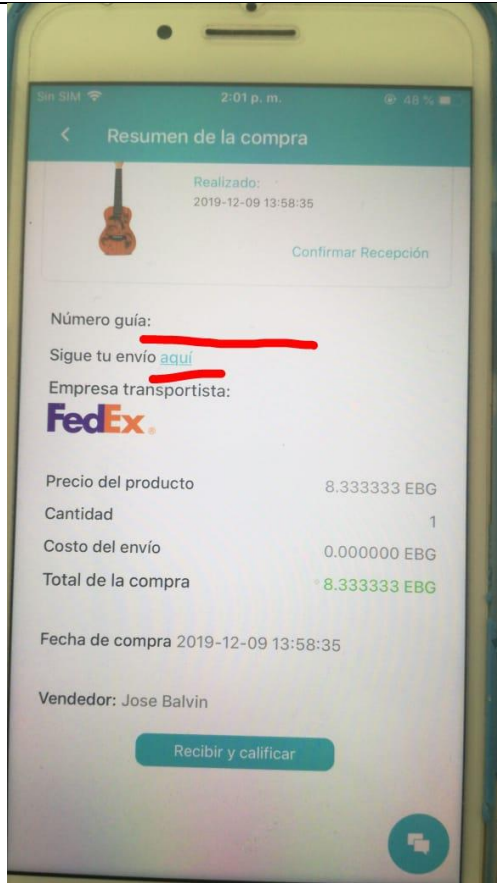 Sin SIM 2:01 p. m. 48 %
Resumen de la compra
Realizado:
2019-12-09 13:58:35
Confirmar Recepción
Número guía:
Sigue tu envío aquí
Empresa transportista:
FedEx.
Precio del producto 8.333333 EBG
Cantidad 1
Costo del envío 0.000000 EBG
Total de la compra 8.333333 EBG
Fecha de compra 2019-12-09 13:58:35
Vendedor: Jose Balvin
Recibir y calificar